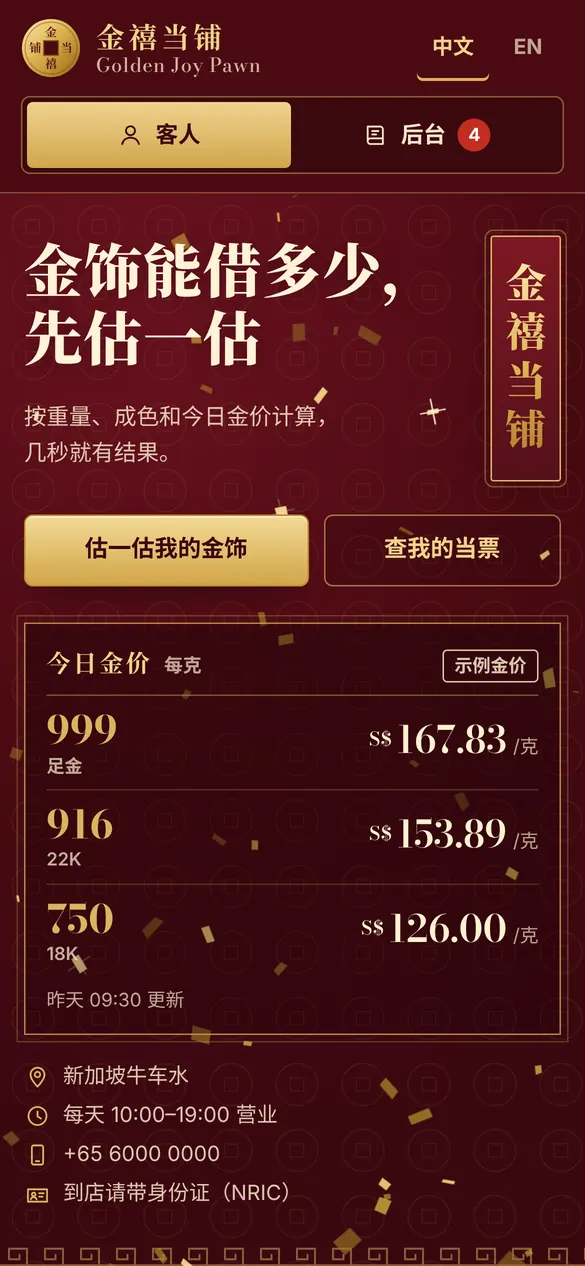 金
铺 当
禧
金禧当铺
Golden Joy Pawn
中文
EN
客人
后台
4
金饰能借多少，
先估一估
金禧当铺
按重量、成色和今日金价计算，
几秒就有结果。
估一估我的金饰
查我的当票
今日金价 每克
示例金价
999
足金
S$ 167.83 /克
916
22K
S$ 153.89 /克
750
18K
S$ 126.00 /克
昨天 09:30 更新
新加坡牛车水
每天 10:00–19:00 营业
+65 6000 0000
到店请带身份证（NRIC）